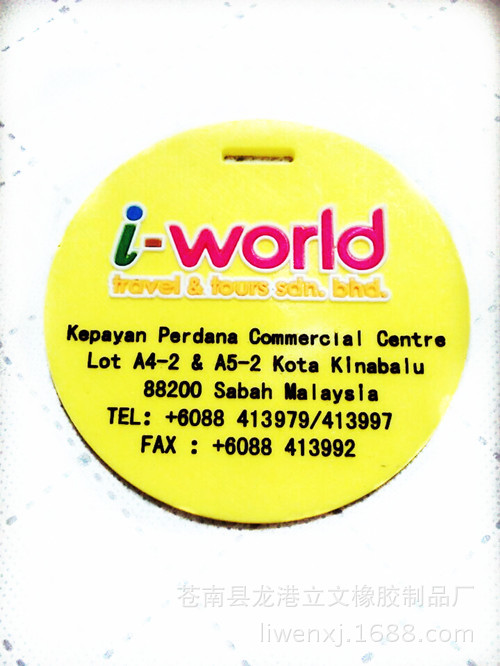 i-world
travel & tours sdn. bhd.
Kepayan Perdana Commercial Centre
Lot A4-2 & A5-2 Kota Kinabalu
88200 Sabah Malaysia
TEL: +6088 413979/413997
FAX : +6088 413992
苍南县龙港立文橡胶制品厂
liwenxj.1688.com